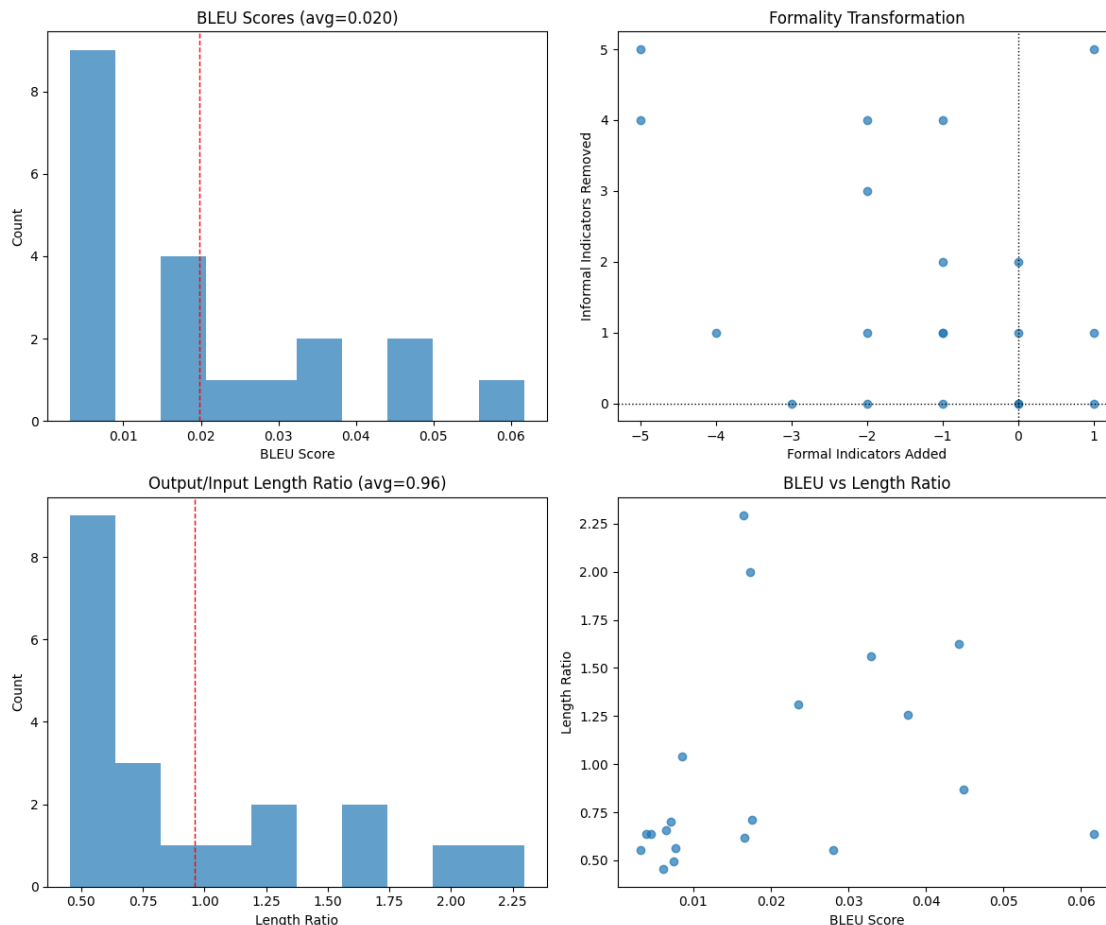 BLEU Scores (avg=0.020)
Count
8
6
4
2
0
0.01 0.02 0.03 0.04 0.05 0.06
BLEU Score
Formality Transformation
Informal Indicators Removed
5
4
3
2
1
0
−5 −4 −3 −2 −1 0 1
Formal Indicators Added
Output/Input Length Ratio (avg=0.96)
Count
8
6
4
2
0
0.50 0.75 1.00 1.25 1.50 1.75 2.00 2.25
Length Ratio
BLEU vs Length Ratio
Length Ratio
2.25
2.00
1.75
1.50
1.25
1.00
0.75
0.50
0.01 0.02 0.03 0.04 0.05 0.06
BLEU Score